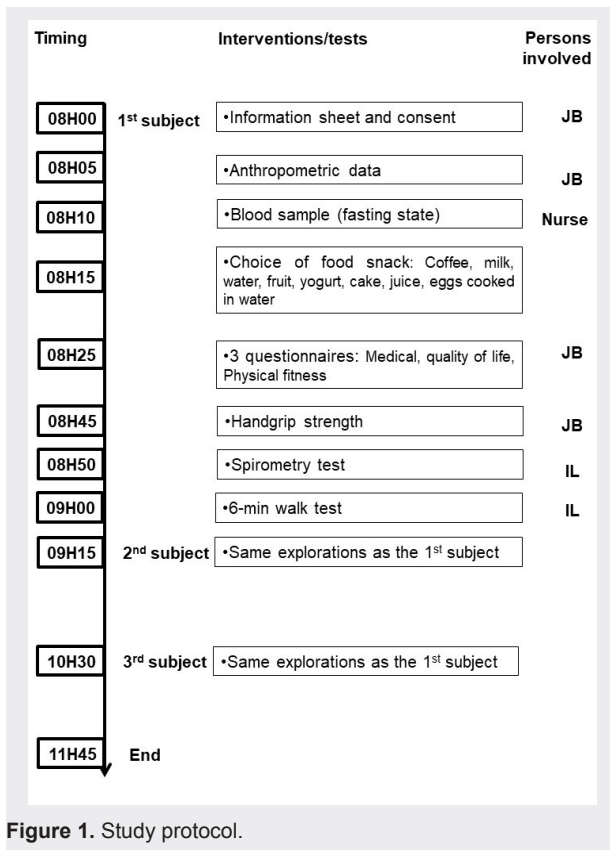 Timing Interventions/tests Persons
involved
08H00 1st subject •Information sheet and consent JB
08H05 •Anthropometric data JB
08H10 •Blood sample (fasting state) Nurse
08H15 •Choice of food snack: Coffee, milk,
water, fruit, yogurt, cake, juice, eggs cooked
in water
08H25 •3 questionnaires: Medical, quality of life, JB
Physical fitness
08H45 •Handgrip strength JB
08H50 •Spirometry test IL
09H00 •6-min walk test IL
09H15 2nd subject •Same explorations as the 1st subject
10H30 3rd subject •Same explorations as the 1st subject
11H45 End
Figure 1. Study protocol.